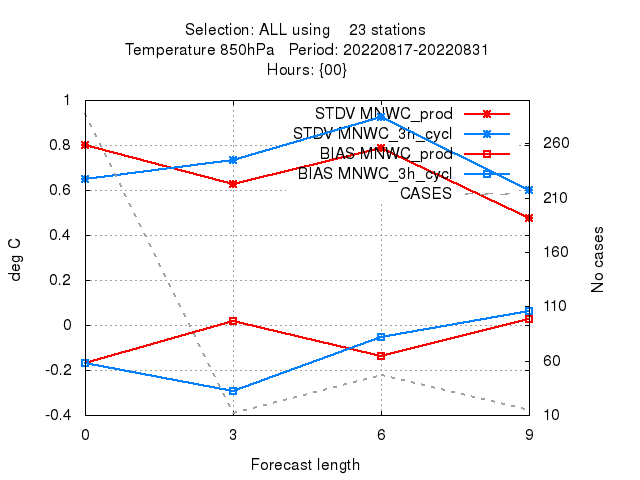 Selection: ALL using    23 stations
Temperature 850hPa   Period: 20220817-20220831
Hours: {00}
STDV MNWC_prod
STDV MNWC_3h_cycl
BIAS MNWC_prod
BIAS MNWC_3h_cycl
CASES
1
0.8
0.6
0.4
0.2
0
-0.2
-0.4
deg C
260
210
160
110
60
10
No cases
0 3 6 9
Forecast length